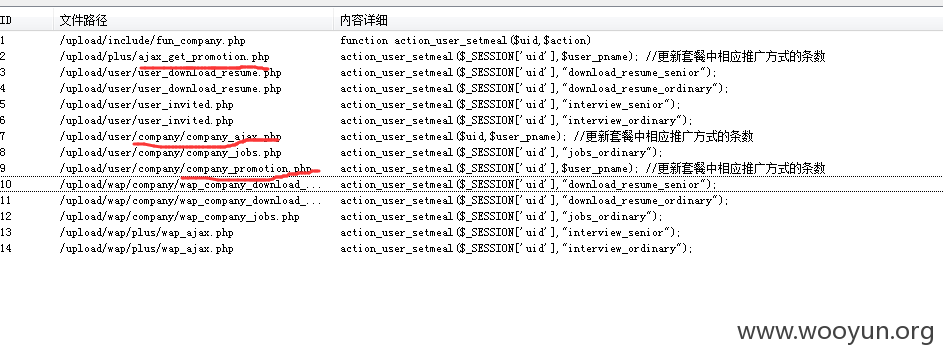 ID 文件路径 内容详细
1 /upload/include/fun_company.php function action_user_setmeal($uid,$action)
2 /upload/plus/ajax_get_promotion.php action_user_setmeal($_SESSION['uid'],$user_pname); //更新套餐中相应推广方式的条数
3 /upload/user/user_download_resume.php action_user_setmeal($_SESSION['uid'],"download_resume_senior");
4 /upload/user/user_download_resume.php action_user_setmeal($_SESSION['uid'],"download_resume_ordinary");
5 /upload/user/user_invited.php action_user_setmeal($_SESSION['uid'],"interview_senior");
6 /upload/user/user_invited.php action_user_setmeal($_SESSION['uid'],"interview_ordinary");
7 /upload/user/company/company_ajax.php action_user_setmeal($uid,$user_pname); //更新套餐中相应推广方式的条数
8 /upload/user/company/company_jobs.php action_user_setmeal($_SESSION['uid'],"jobs_ordinary");
9 /upload/user/company/company_promotion.php action_user_setmeal($_SESSION['uid'],$user_pname); //更新套餐中相应推广方式的条数
10 /upload/wap/company/wap_company_download_... action_user_setmeal($_SESSION['uid'],"download_resume_senior");
11 /upload/wap/company/wap_company_download_... action_user_setmeal($_SESSION['uid'],"download_resume_ordinary");
12 /upload/wap/company/wap_company_jobs.php action_user_setmeal($_SESSION['uid'],"jobs_ordinary");
13 /upload/wap/plus/wap_ajax.php action_user_setmeal($_SESSION['uid'],"interview_senior");
14 /upload/wap/plus/wap_ajax.php action_user_setmeal($_SESSION['uid'],"interview_ordinary");
www.wooyun.org